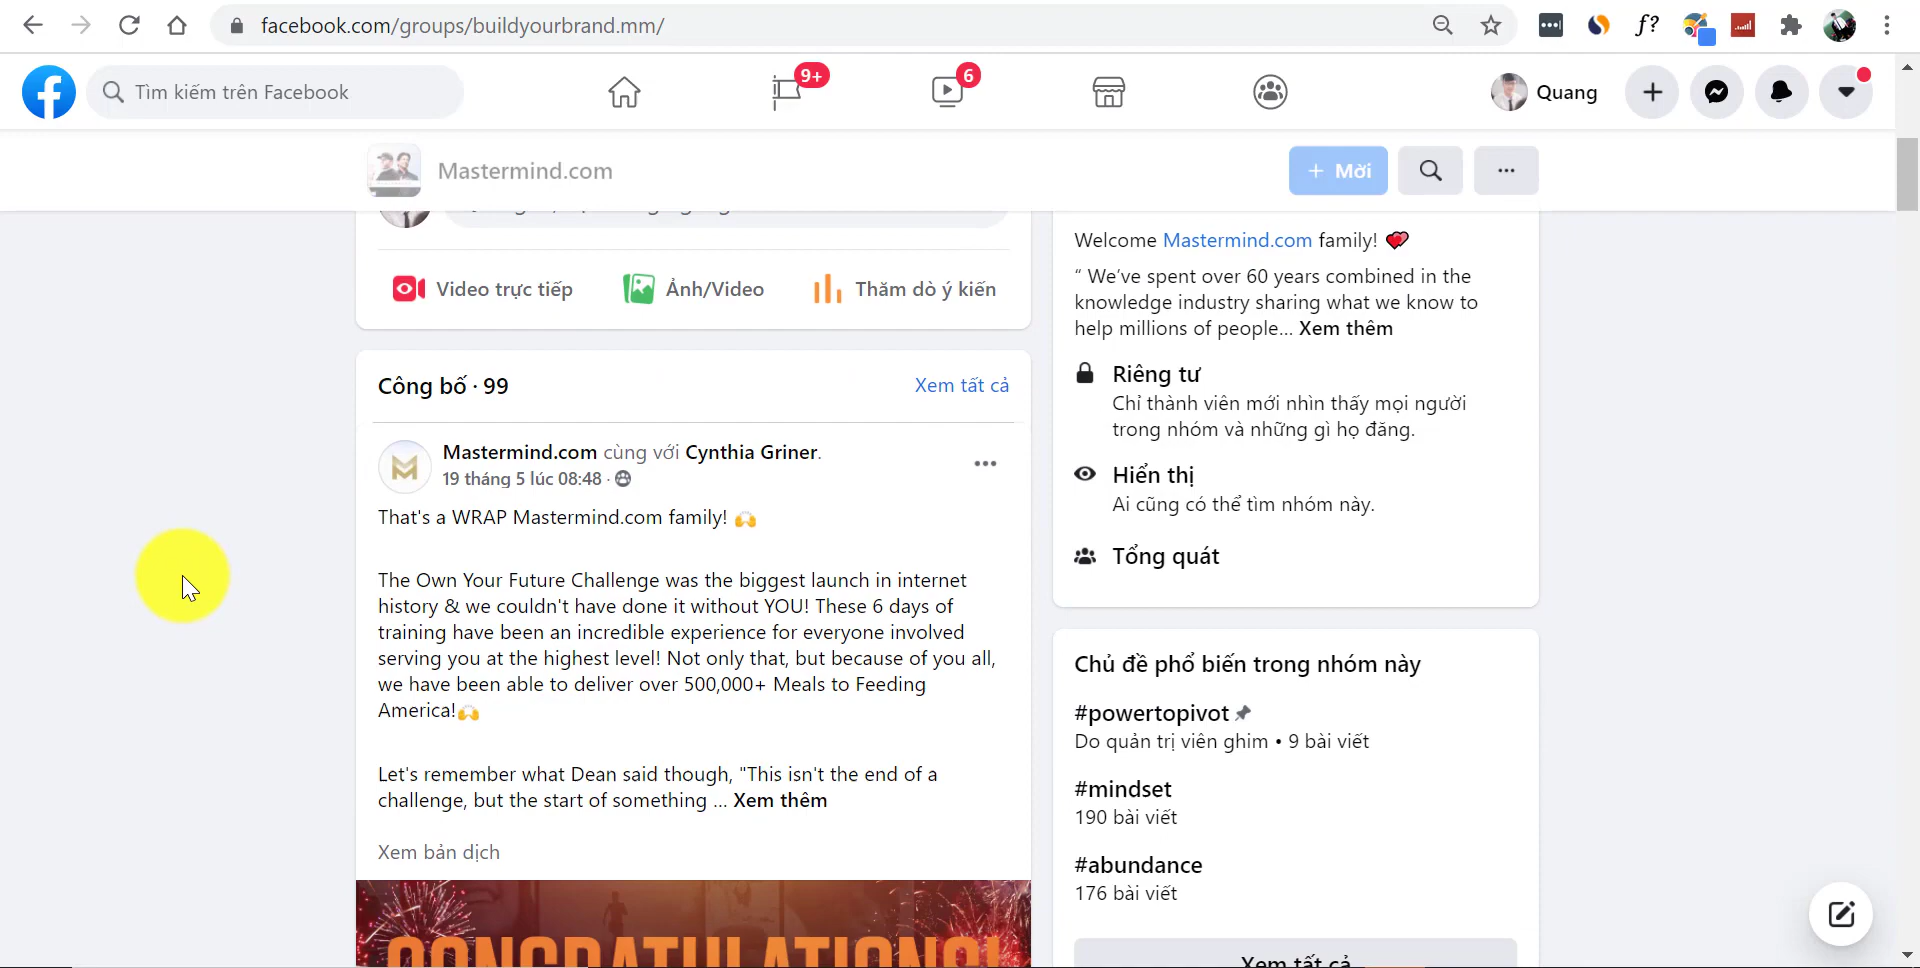 facebook.com/groups/buildyourbrand.mm/
f?
Tìm kiếm trên Facebook
9+
6
Quang
Mastermind.com
+ Mời
Video trực tiếp
Ảnh/Video
Thăm dò ý kiến
Công bố · 99
Xem tất cả
Mastermind.com cùng với Cynthia Griner.
19 tháng 5 lúc 08:48 ·
That's a WRAP Mastermind.com family! 🙌
The Own Your Future Challenge was the biggest launch in internet
history & we couldn't have done it without YOU! These 6 days of
training have been an incredible experience for everyone involved
serving you at the highest level! Not only that, but because of you all,
we have been able to deliver over 500,000+ Meals to Feeding
America!🙌
Let's remember what Dean said though, "This isn't the end of a
challenge, but the start of something ... Xem thêm
Xem bản dịch
CONGRATULATIONS!
Welcome Mastermind.com family! 💞
“ We’ve spent over 60 years combined in the
knowledge industry sharing what we know to
help millions of people... Xem thêm
Riêng tư
Chỉ thành viên mới nhìn thấy mọi người
trong nhóm và những gì họ đăng.
Hiển thị
Ai cũng có thể tìm nhóm này.
Tổng quát
Chủ đề phổ biến trong nhóm này
#powertopivot
Do quản trị viên ghim • 9 bài viết
#mindset
190 bài viết
#abundance
176 bài viết
Xem tất cả